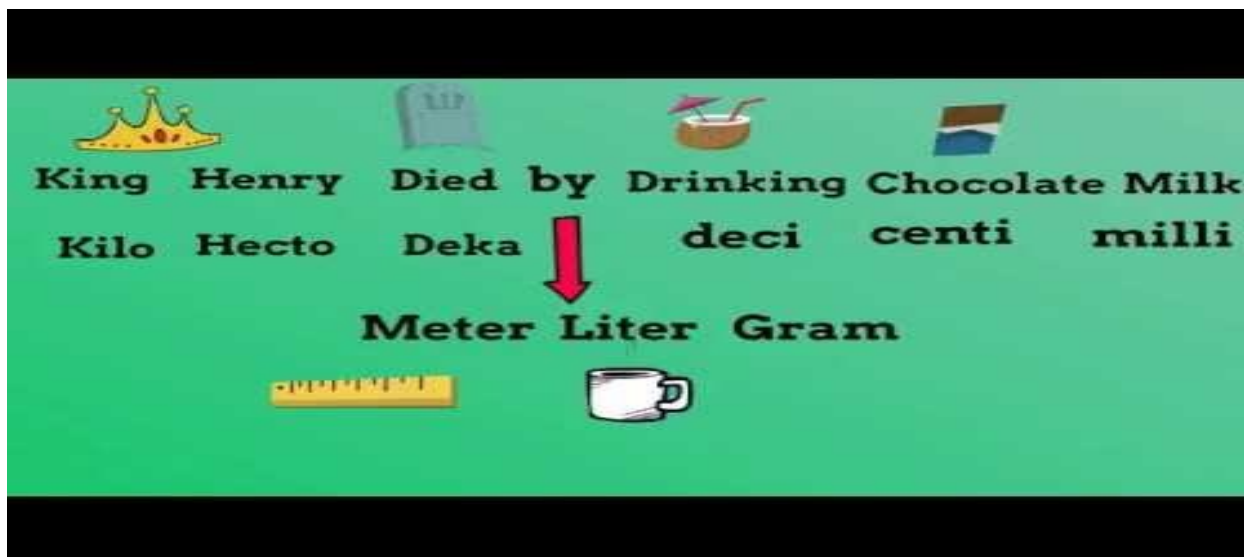 King Henry Died by Drinking Chocolate Milk
Kilo Hecto Deka deci centi milli
Meter Liter Gram